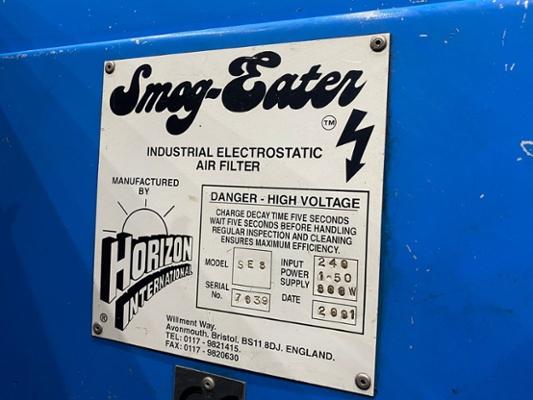 Smog-Eater
TM
INDUSTRIAL ELECTROSTATIC
AIR FILTER
MANUFACTURED
BY
HORIZON
INTERNATIONAL
®
DANGER - HIGH VOLTAGE
CHARGE DECAY TIME FIVE SECONDS
WAIT FIVE SECONDS BEFORE HANDLING
REGULAR INSPECTION AND CLEANING
ENSURES MAXIMUM EFFICIENCY.
MODEL
INPUT 240
POWER 1-50
SUPPLY
SERIAL
No. 7639
DATE 2001
Willment Way.
Avonmouth. Bristol. BS11 8DJ. ENGLAND.
TEL: 0117 - 9821415.
FAX: 0117 - 9820630